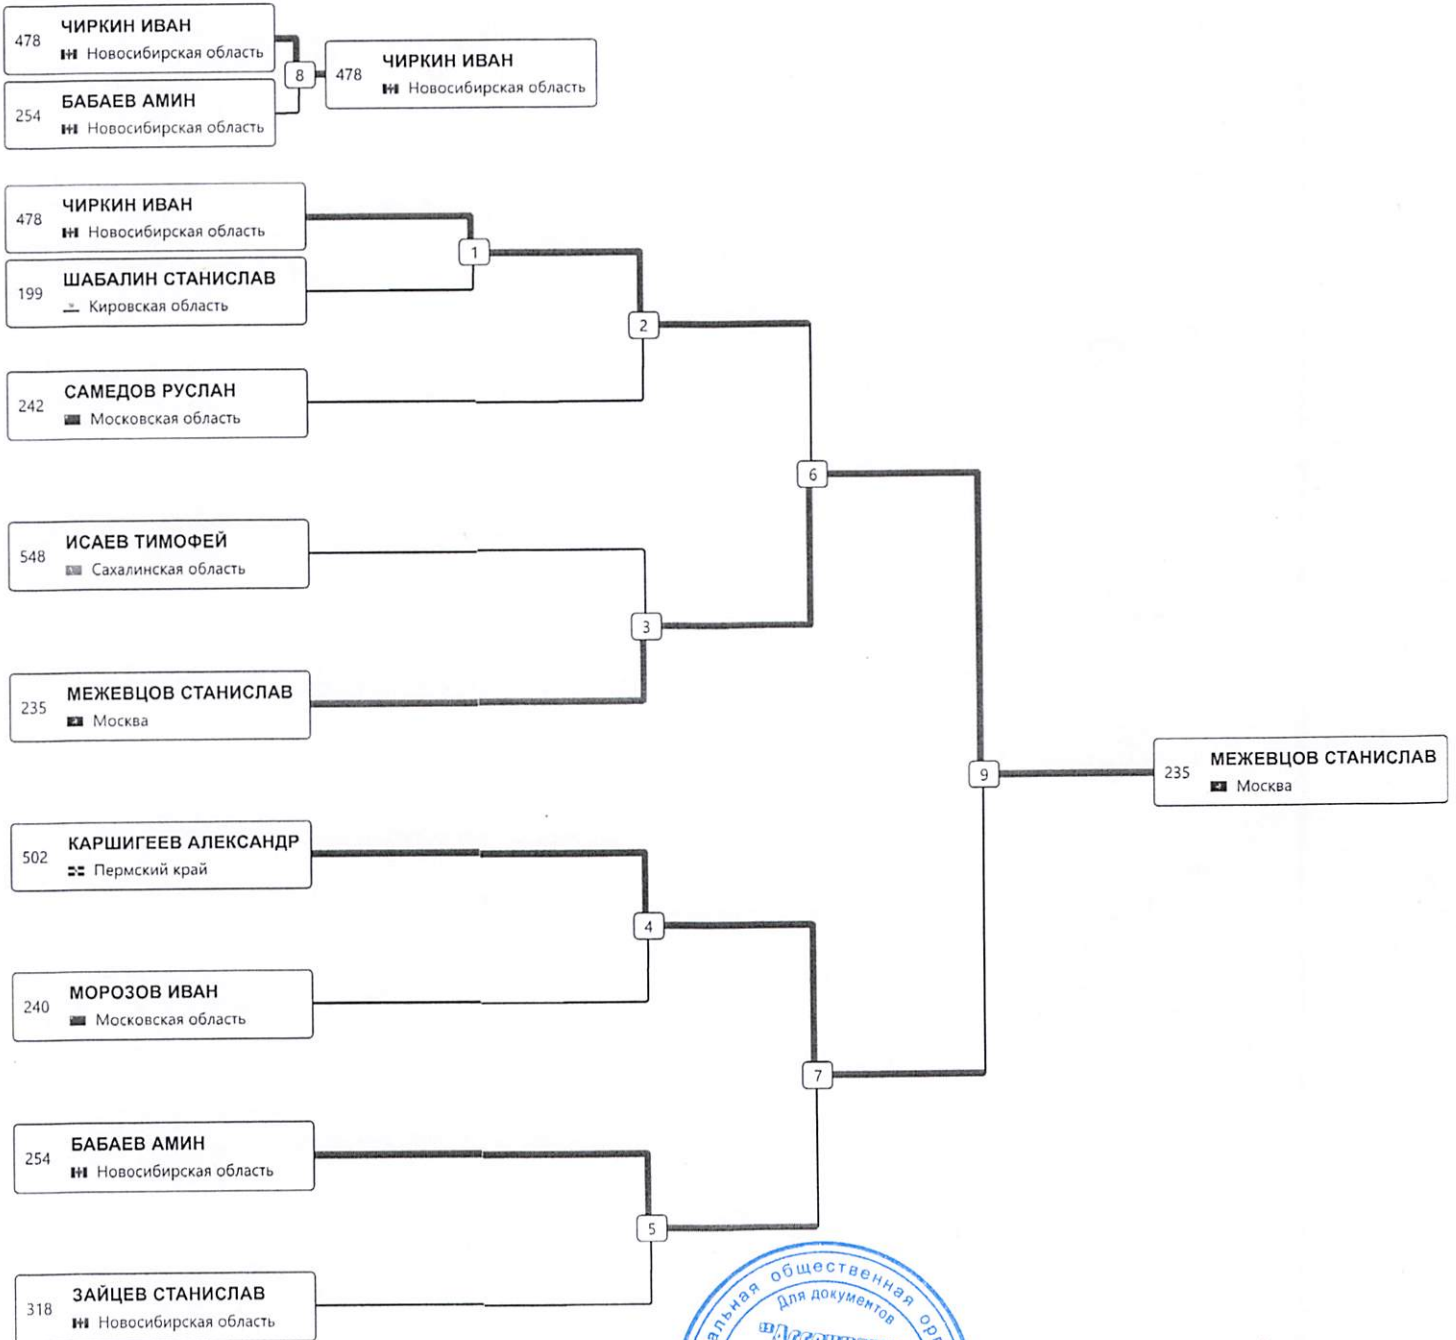 478 ЧИРКИН ИВАН
Новосибирская область
8
478 ЧИРКИН ИВАН
Новосибирская область
254 БАБАЕВ АМИН
Новосибирская область
478 ЧИРКИН ИВАН
Новосибирская область
1
199 ШАБАЛИН СТАНИСЛАВ
Кировская область
2
242 САМЕДОВ РУСЛАН
Московская область
6
548 ИСАЕВ ТИМОФЕЙ
Сахалинская область
3
235 МЕЖЕВЦОВ СТАНИСЛАВ
Москва
9
235 МЕЖЕВЦОВ СТАНИСЛАВ
Москва
502 КАРШИГЕЕВ АЛЕКСАНДР
Пермский край
4
240 МОРОЗОВ ИВАН
Московская область
7
254 БАБАЕВ АМИН
Новосибирская область
5
318 ЗАЙЦЕВ СТАНИСЛАВ
Новосибирская область
общественная
Для документов